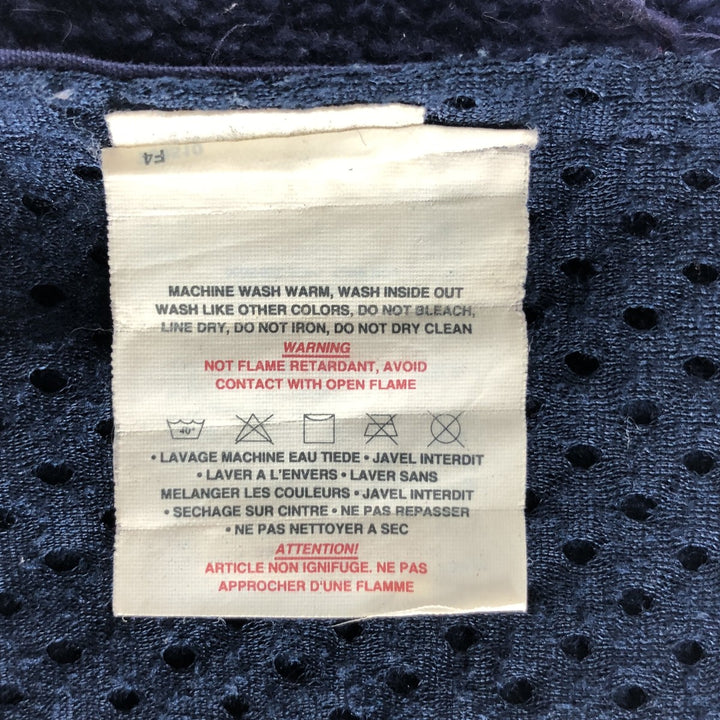 F4
MACHINE WASH WARM, WASH INSIDE OUT
WASH LIKE OTHER COLORS, DO NOT BLEACH,
LINE DRY, DO NOT IRON, DO NOT DRY CLEAN
WARNING
NOT FLAME RETARDANT, AVOID
CONTACT WITH OPEN FLAME
40°
• LAVAGE MACHINE EAU TIEDE • JAVEL INTERDIT
• LAVER A L'ENVERS • LAVER SANS
MELANGER LES COULEURS • JAVEL INTERDIT
• SECHAGE SUR CINTRE • NE PAS REPASSER
• NE PAS NETTOYER A SEC
ATTENTION!
ARTICLE NON IGNIFUGE. NE PAS
APPROCHER D'UNE FLAMME